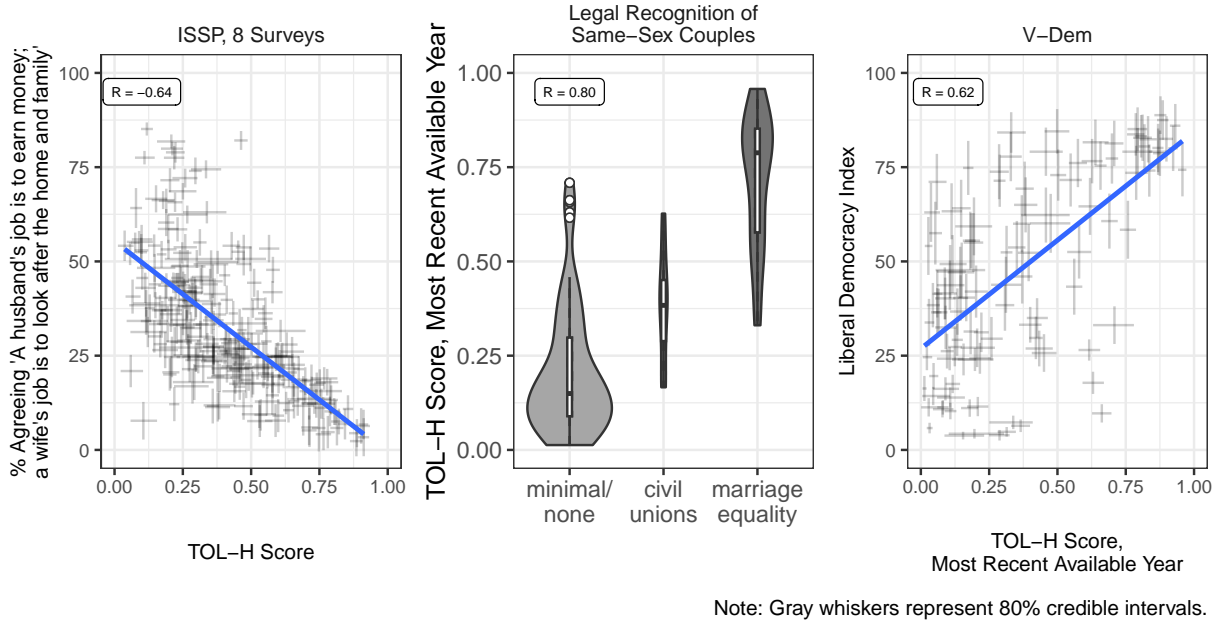 ISSP, 8 Surveys
% Agreeing 'A husband's job is to earn money;
a wife's job is to look after the home and family'
R = −0.64
100
75
50
25
0
0.00 0.25 0.50 0.75 1.00
TOL−H Score
Legal Recognition of
Same−Sex Couples
TOL−H Score, Most Recent Available Year
R = 0.80
1.00
0.75
0.50
0.25
0.00
minimal/
none
civil
unions
marriage
equality
V−Dem
Liberal Democracy Index
R = 0.62
100
75
50
25
0
0.00 0.25 0.50 0.75 1.00
TOL−H Score,
Most Recent Available Year
Note: Gray whiskers represent 80% credible intervals.